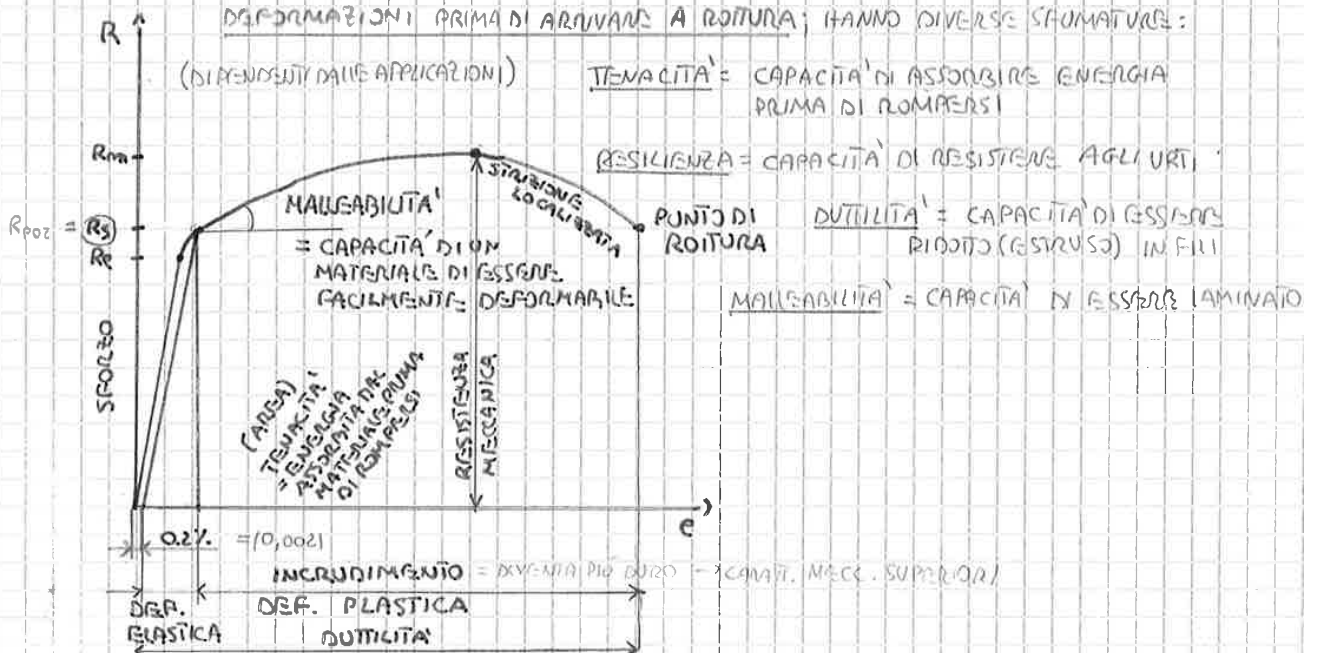 DEFORMAZIONI PRIMA DI ARRIVARE A ROTTURA; HANNO DIVERSE SFUMATURE:
R
(DIPENDENTI DALLE APPLICAZIONI)
TENACITA' = CAPACITA' DI ASSORBIRE ENERGIA
PRIMA DI ROMPERSI
Rm
RESILIENZA = CAPACITA' DI RESISTERE AGLI URTI
STRIZIONE
LOCALIZZATA
MALLEABILITA'
= CAPACITA' DI UN
MATERIALE DI ESSERE
FACILMENTE DEFORMABILE
PUNTO DI
ROTTURA
DUTTILITA' = CAPACITA' DI ESSERE
RIDOTTO (ESTRUSO) IN FILI
RP02 = RS
Re
MALLEABILITA' = CAPACITA' DI ESSERE LAMINATO
SFORZO
(AREA)
TENACITA'
= ENERGIA
ASSORBITA DAL
MATERIALE PRIMA
DI ROMPERSI
RESISTENZA
MECCANICA
e
0.2% = (0,002)
INCRUDIMENTO = DIVENTA PIÙ DURO → CARAT. MECC. SUPERIORI
DEF.
ELASTICA
DEF. PLASTICA
DUTTILITA'